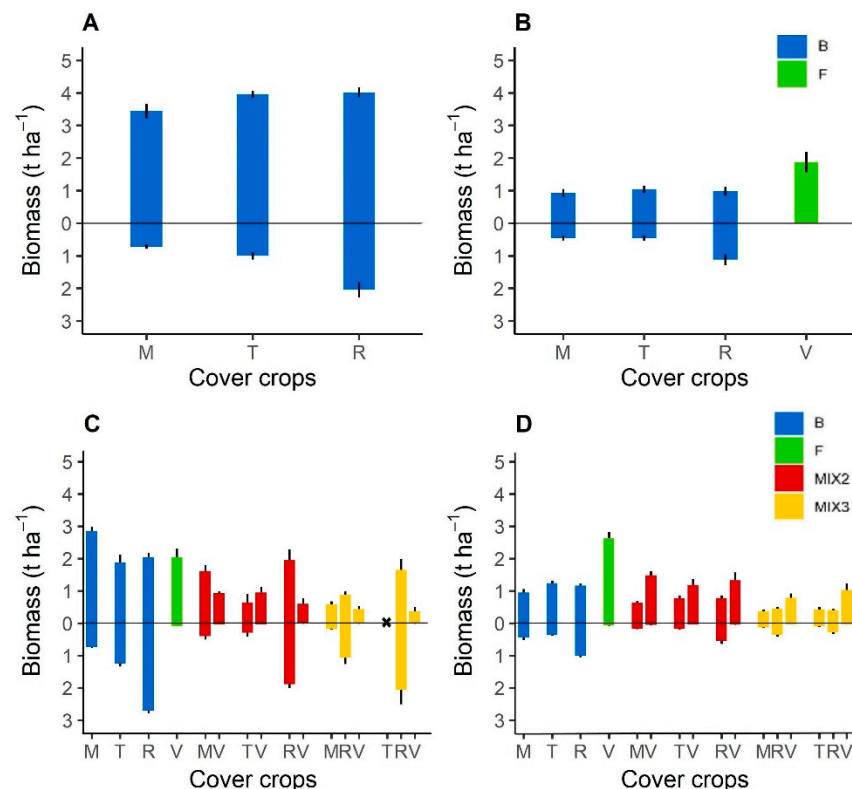 A
5
4
3
2
1
0
1
2
3
Biomass (t ha⁻¹)
M T R
Cover crops
B
B
F
5
4
3
2
1
0
1
2
3
Biomass (t ha⁻¹)
M T R V
Cover crops
C
5
4
3
2
1
0
1
2
3
Biomass (t ha⁻¹)
M T R V MV TV RV MRV TRV
Cover crops
D
B
F
MIX2
MIX3
5
4
3
2
1
0
1
2
3
Biomass (t ha⁻¹)
M T R V MV TV RV MRV TRV
Cover crops